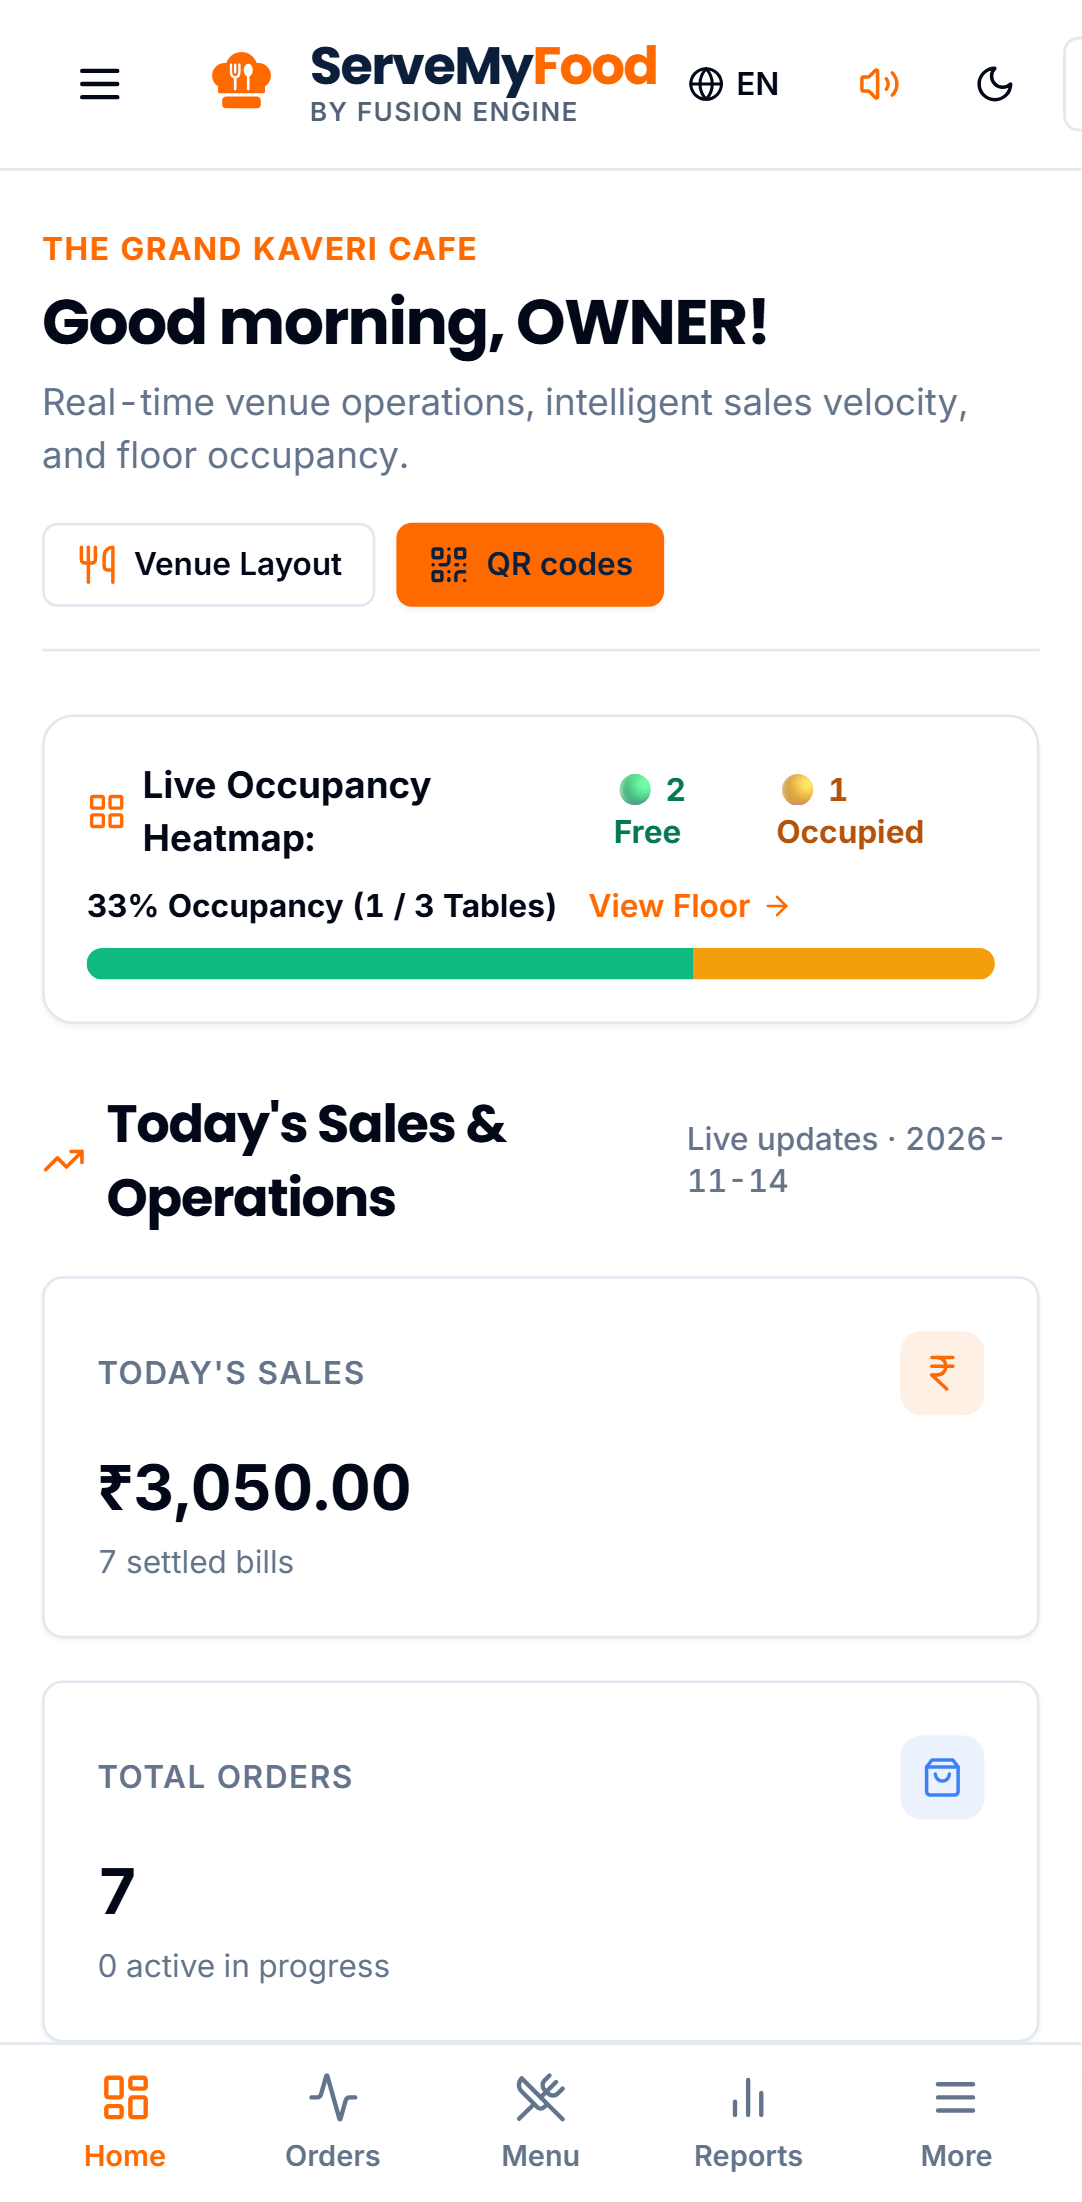 ServeMyFood
BY FUSION ENGINE
EN
THE GRAND KAVERI CAFE
Good morning, OWNER!
Real-time venue operations, intelligent sales velocity,
and floor occupancy.
Venue Layout
QR codes
Live Occupancy
Heatmap:
2
Free
1
Occupied
33% Occupancy (1 / 3 Tables)
View Floor →
Today's Sales &
Operations
Live updates · 2026-
11-14
TODAY'S SALES
₹
₹3,050.00
7 settled bills
TOTAL ORDERS
7
0 active in progress
Home
Orders
Menu
Reports
More